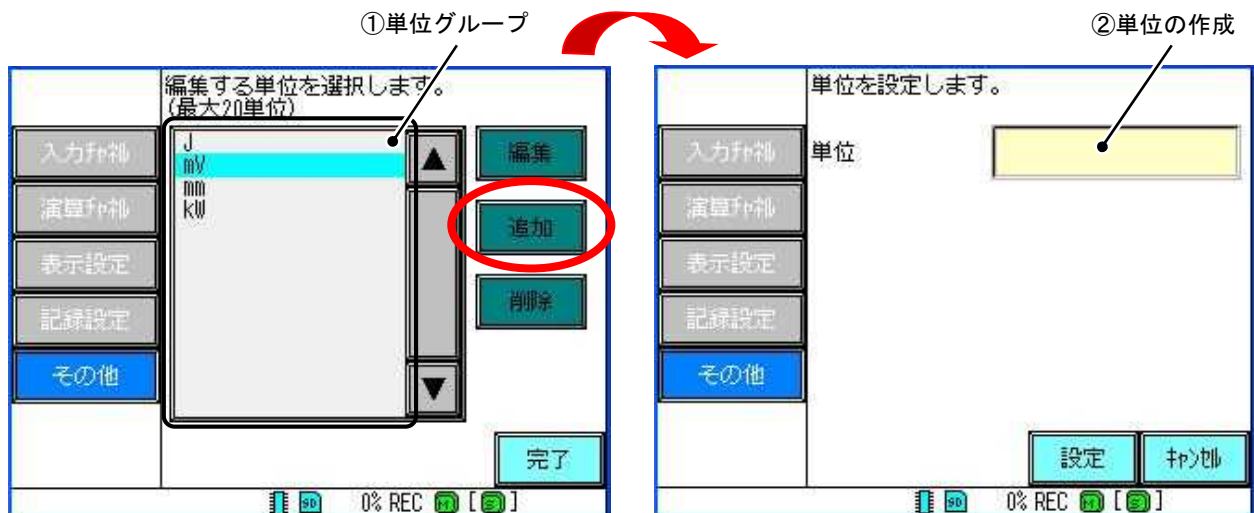 ①単位グループ
②単位の作成
編集する単位を選択します。
(最大20単位)
入力ﾁｬﾈﾙ
演算ﾁｬﾈﾙ
表示設定
記録設定
その他
J
mV
mm
kW
▲
▼
編集
追加
削除
完了
0% REC [M] [S]
単位を設定します。
入力ﾁｬﾈﾙ
演算ﾁｬﾈﾙ
表示設定
記録設定
その他
単位
設定
ｷｬﾝｾﾙ
0% REC [M] [S]